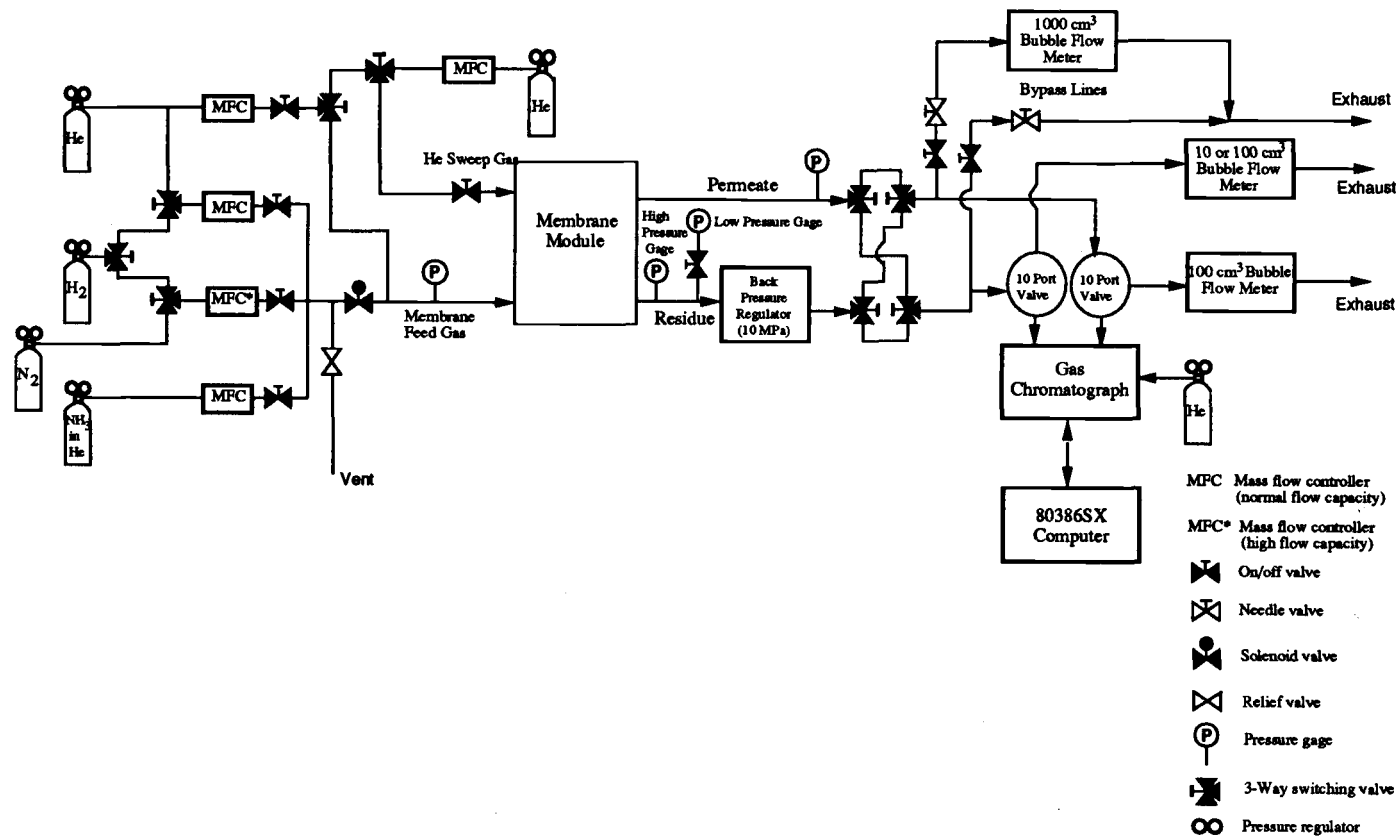 1000 cm3
Bubble Flow
Meter
MFC
He
MFC
He
Bypass Lines
Exhaust
He Sweep Gas
P
10 or 100 cm3
Bubble Flow
Meter
Exhaust
Permeate
MFC
Membrane
Module
High
Pressure
Gage
P
Low Pressure Gage
H2
MFC*
P
P
Back
Pressure
Regulator
(10 MPa)
10 Port
Valve
10 Port
Valve
100 cm3 Bubble
Flow Meter
Exhaust
Membrane
Feed Gas
Residue
N2
MFC
NH3
in
He
Vent
Gas
Chromatograph
He
80386SX
Computer
MFC Mass flow controller
(normal flow capacity)
MFC* Mass flow controller
(high flow capacity)
On/off valve
Needle valve
Solenoid valve
Relief valve
P Pressure gage
3-Way switching valve
Pressure regulator